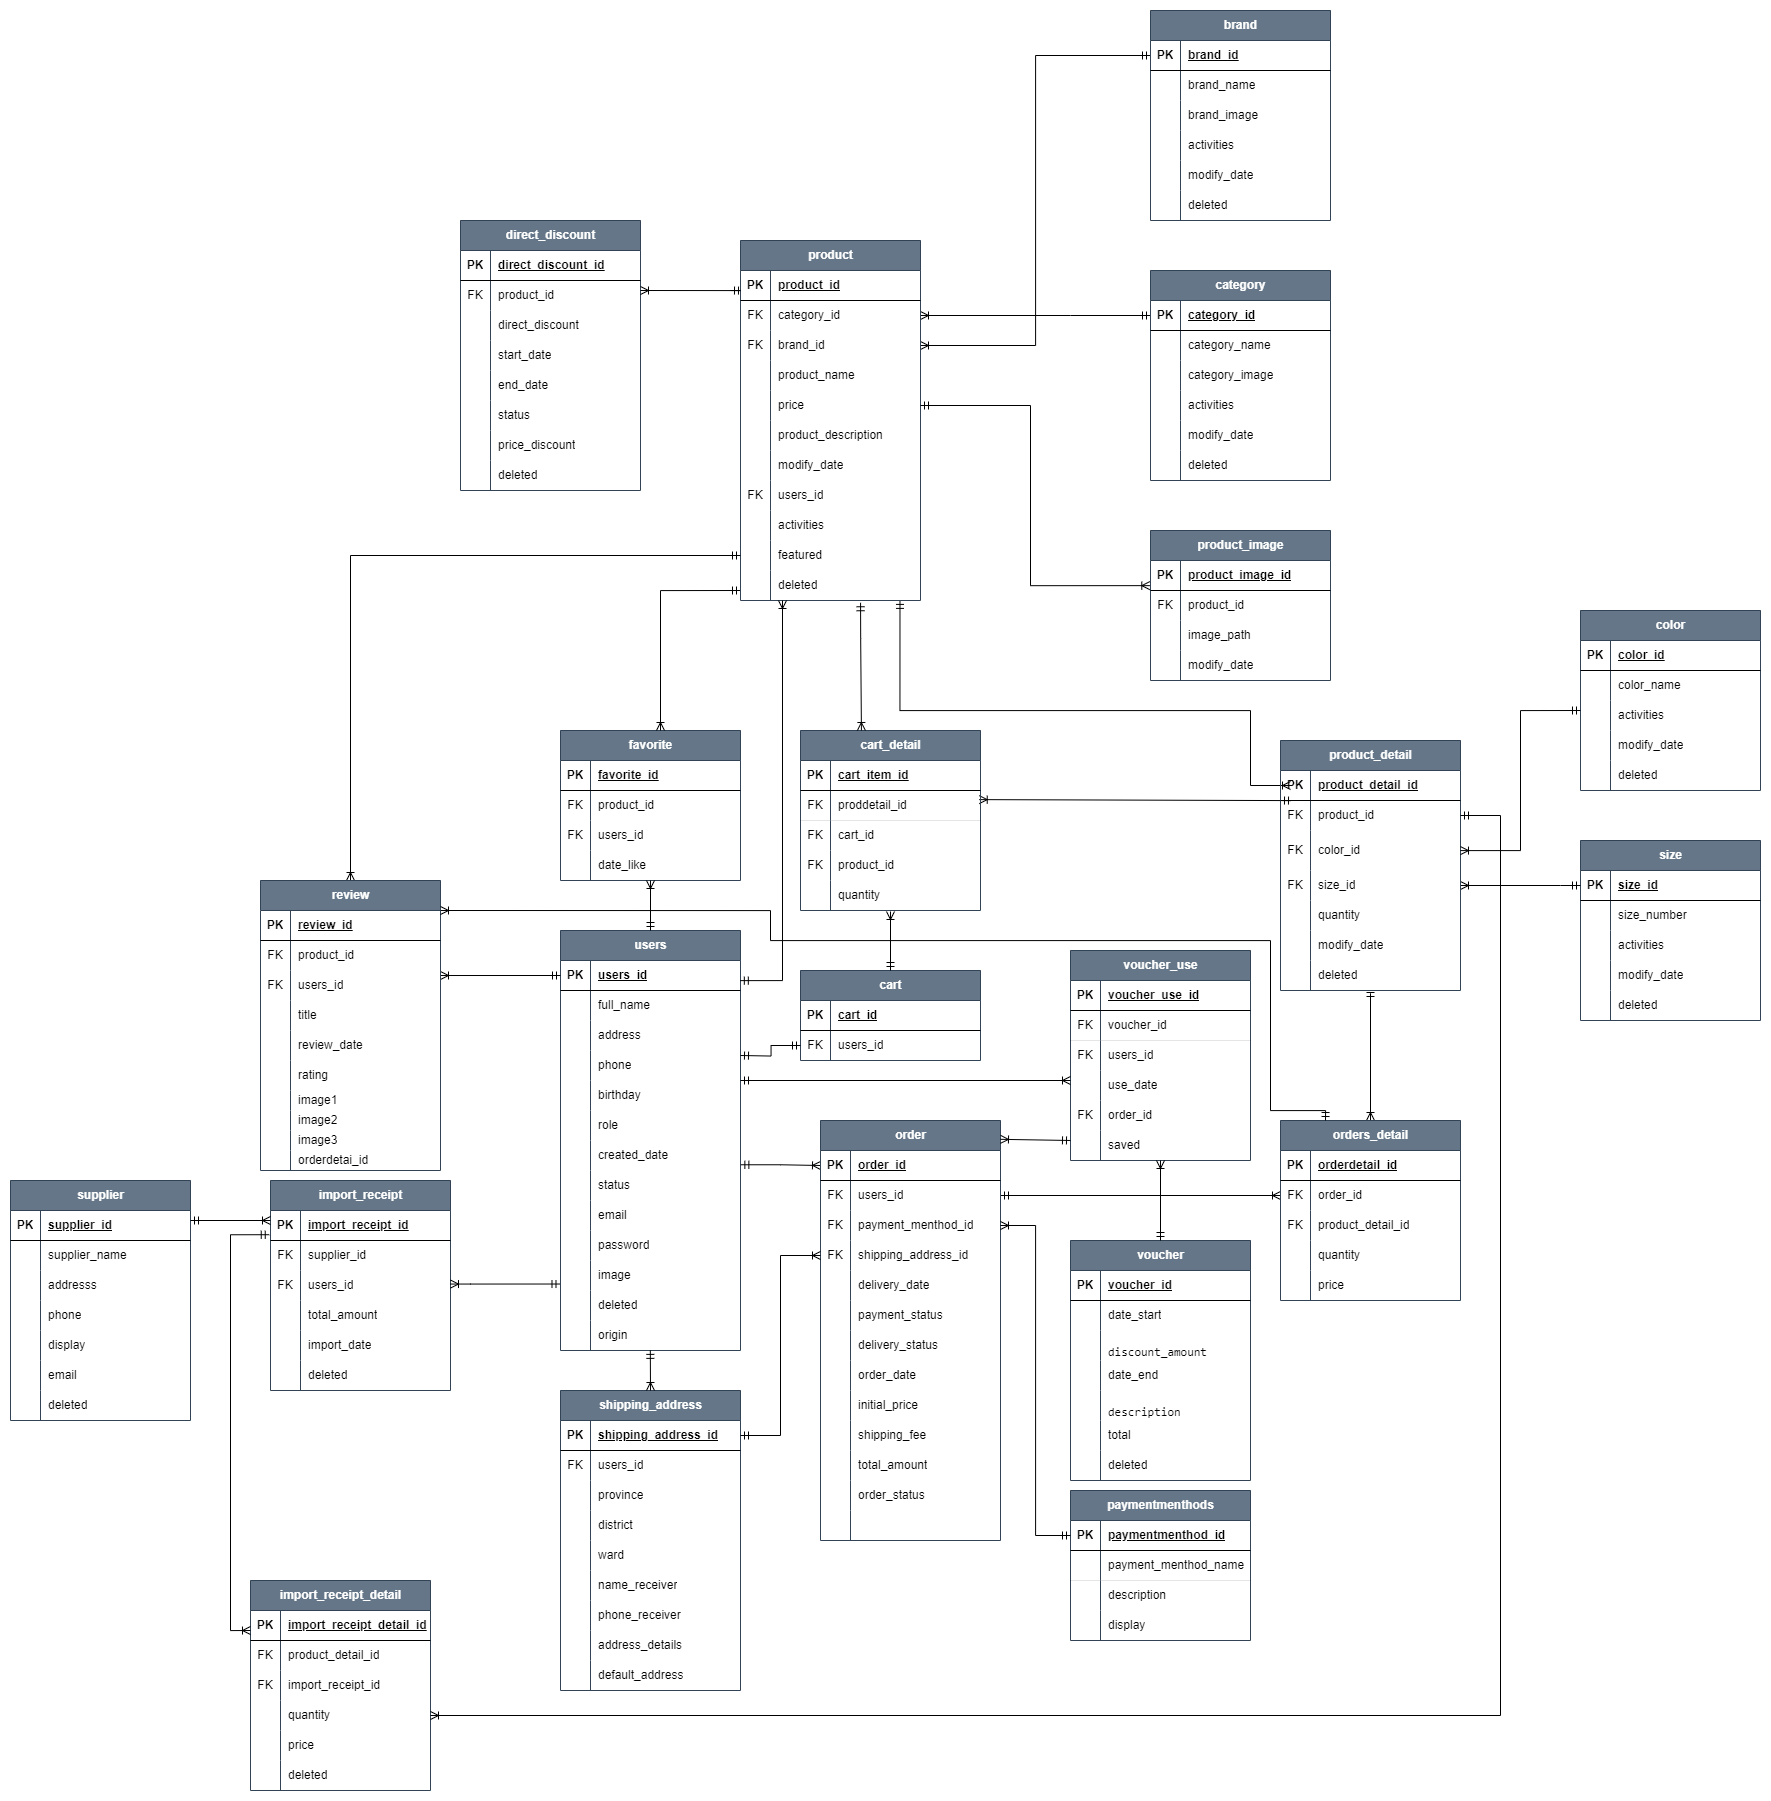 brand
PK brand_id
brand_name
brand_image
activities
modify_date
deleted
direct_discount
PK direct_discount_id
FK product_id
direct_discount
start_date
end_date
status
price_discount
deleted
product
PK product_id
FK category_id
FK brand_id
product_name
price
product_description
modify_date
FK users_id
activities
featured
deleted
category
PK category_id
category_name
category_image
activities
modify_date
deleted
product_image
PK product_image_id
FK product_id
image_path
modify_date
color
PK color_id
color_name
activities
modify_date
deleted
favorite
PK favorite_id
FK product_id
FK users_id
date_like
cart_detail
PK cart_item_id
FK proddetail_id
FK cart_id
FK product_id
quantity
product_detail
PK product_detail_id
FK product_id
FK color_id
FK size_id
quantity
modify_date
deleted
size
PK size_id
size_number
activities
modify_date
deleted
review
PK review_id
FK product_id
FK users_id
title
review_date
rating
image1
image2
image3
orderdetai_id
users
PK users_id
full_name
address
phone
birthday
role
created_date
status
email
password
image
deleted
origin
cart
PK cart_id
FK users_id
voucher_use
PK voucher_use_id
FK voucher_id
FK users_id
use_date
FK order_id
saved
order
PK order_id
FK users_id
FK payment_menthod_id
FK shipping_address_id
delivery_date
payment_status
delivery_status
order_date
initial_price
shipping_fee
total_amount
order_status
orders_detail
PK orderdetail_id
FK order_id
FK product_detail_id
quantity
price
supplier
PK supplier_id
supplier_name
addresss
phone
display
email
deleted
import_receipt
PK import_receipt_id
FK supplier_id
FK users_id
total_amount
import_date
deleted
voucher
PK voucher_id
date_start
discount_amount
date_end
description
total
deleted
shipping_address
PK shipping_address_id
FK users_id
province
district
ward
name_receiver
phone_receiver
address_details
default_address
paymentmenthods
PK paymentmenthod_id
payment_menthod_name
description
display
import_receipt_detail
PK import_receipt_detail_id
FK product_detail_id
FK import_receipt_id
quantity
price
deleted